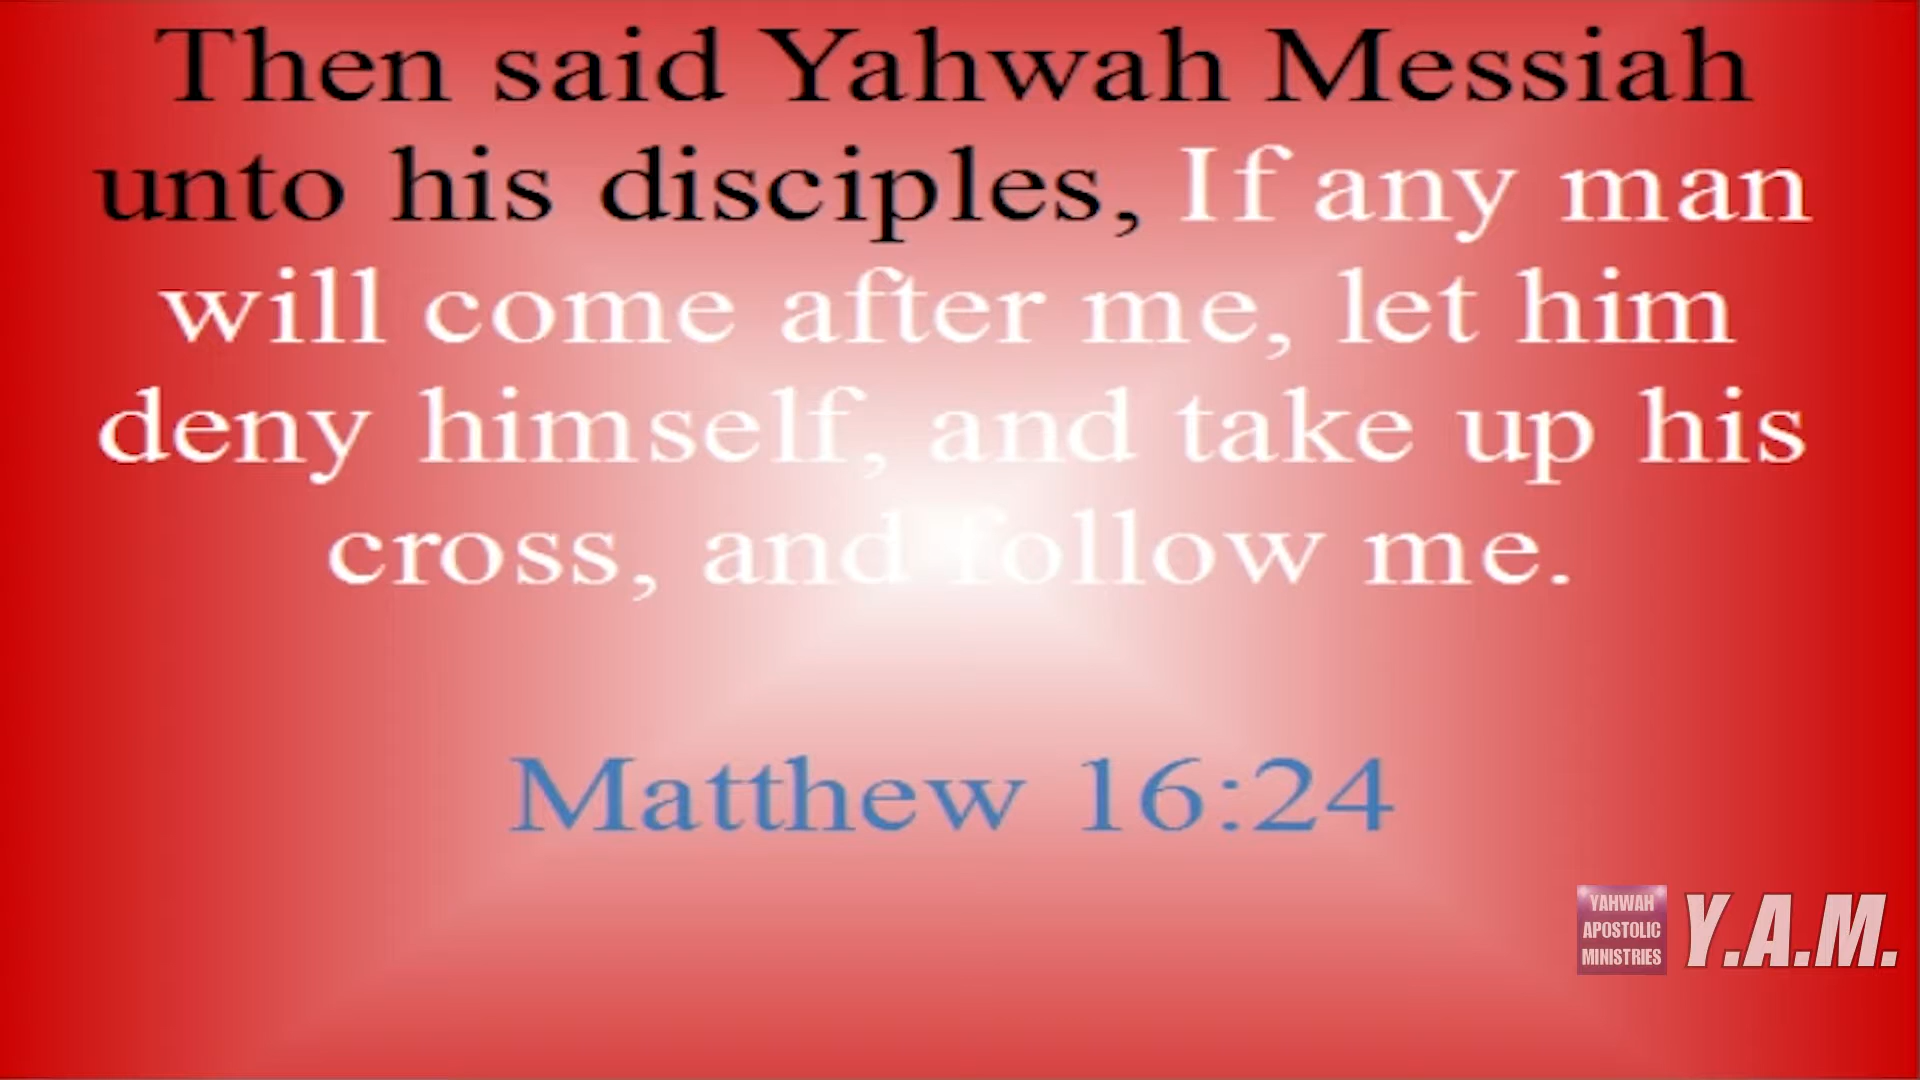 Then said Yahwah Messiah
unto his disciples, If any man
will come after me, let him
deny himself, and take up his
cross, and follow me.
Matthew 16:24
YAHWAH
APOSTOLIC
MINISTRIES
Y.A.M.